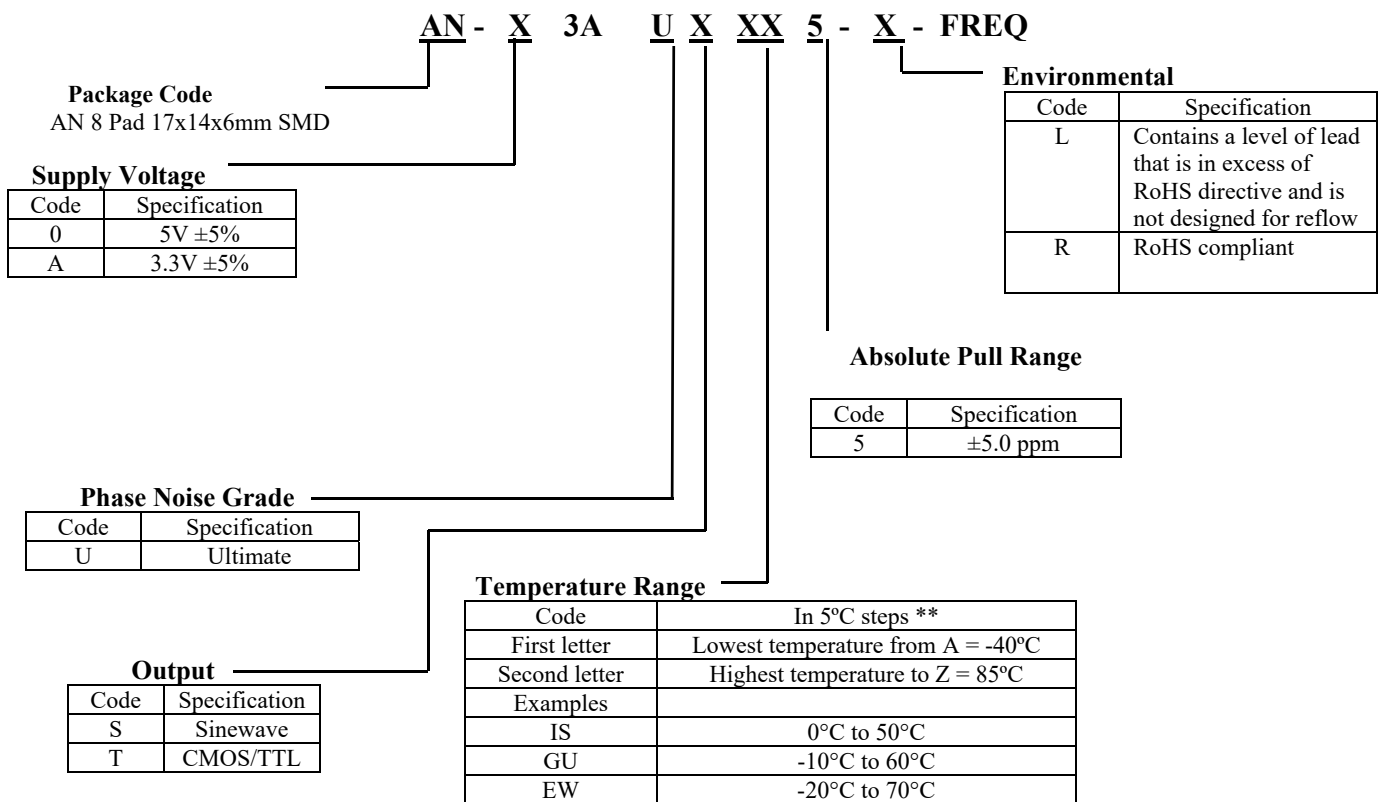 AN - X 3A U X XX 5 - X - FREQ
Package Code
AN 8 Pad 17x14x6mm SMD
Supply Voltage
Code Specification
0 5V ±5%
A 3.3V ±5%
Environmental
Code Specification
L Contains a level of lead
that is in excess of
RoHS directive and is
not designed for reflow
R RoHS compliant
Absolute Pull Range
Code Specification
5 ±5.0 ppm
Phase Noise Grade
Code Specification
U Ultimate
Output
Code Specification
S Sinewave
T CMOS/TTL
Temperature Range
Code In 5ºC steps **
First letter Lowest temperature from A = -40ºC
Second letter Highest temperature to Z = 85ºC
Examples
IS 0°C to 50°C
GU -10°C to 60°C
EW -20°C to 70°C